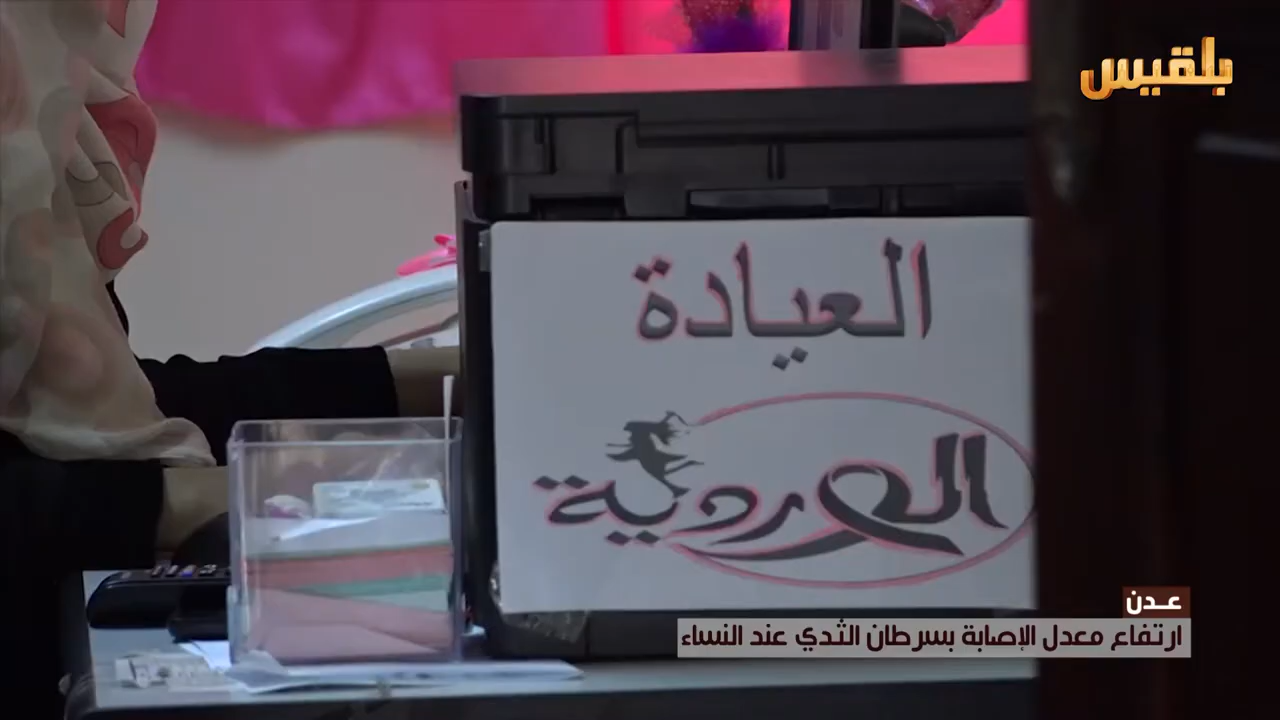 بلقيس
العيادة
الوردية
عدن
ارتفاع معدل الإصابة بسرطان الثدي عند النساء